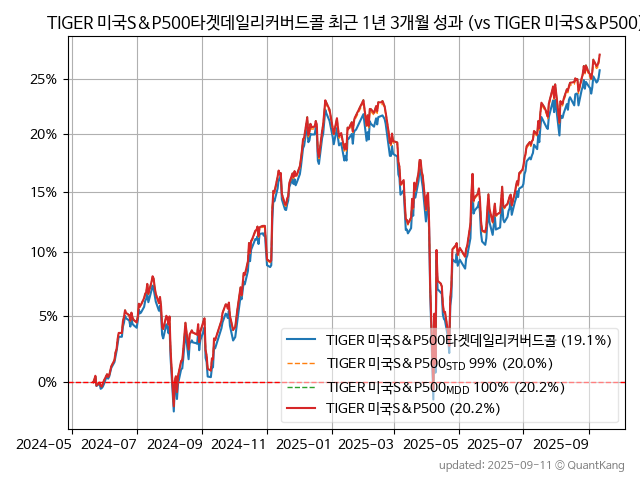 TIGER 미국S&P500타겟데일리커버드콜 최근 1년 3개월 성과 (vs TIGER 미국S&P500)
25%
20%
15%
10%
5%
0%
TIGER 미국S&P500타겟데일리커버드콜 (19.1%)
TIGER 미국S&P500STD 99% (20.0%)
TIGER 미국S&P500MDD 100% (20.2%)
TIGER 미국S&P500 (20.2%)
2024-05 2024-07 2024-09 2024-11 2025-01 2025-03 2025-05 2025-07 2025-09
updated: 2025-09-11 © QuantKang